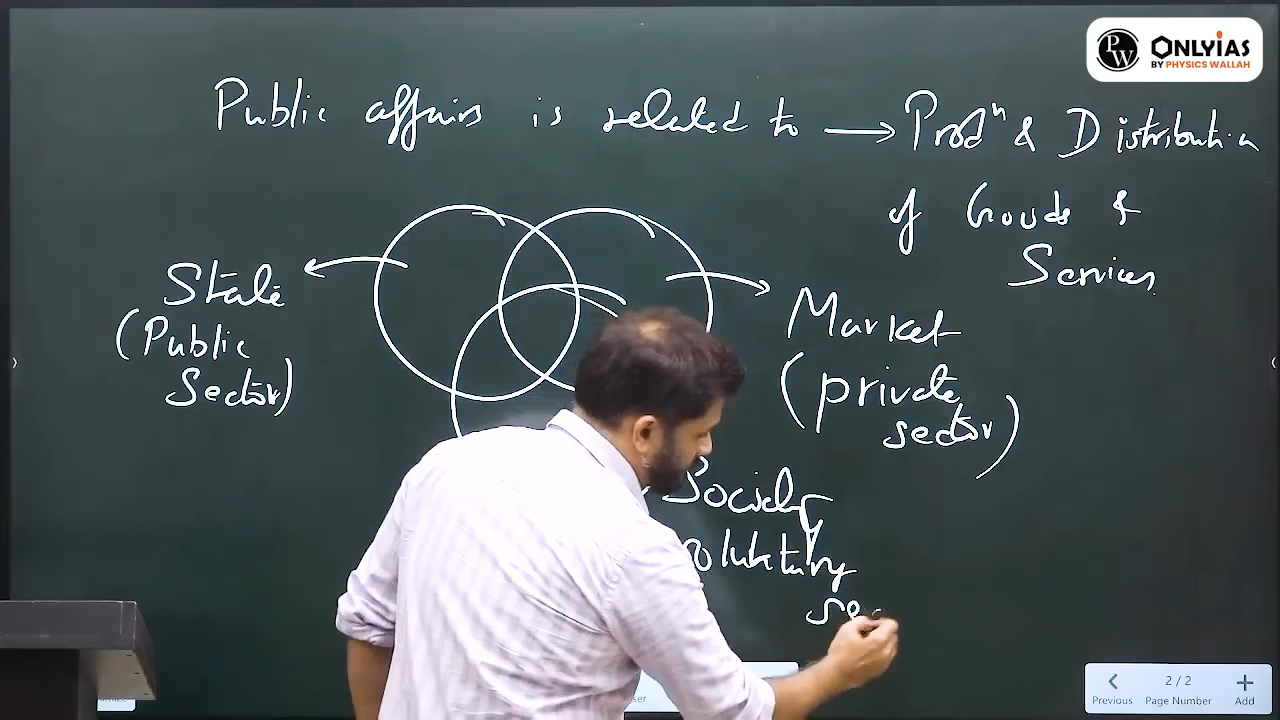 PW ONLYIAS
BY PHYSICS WALLAH
Public affairs is related to → Prodⁿ & Distribution
of Goods &
Services
State
(Public
Sector)
Market
(private
sector)
Society
2 / 2
Previous Page Number Add